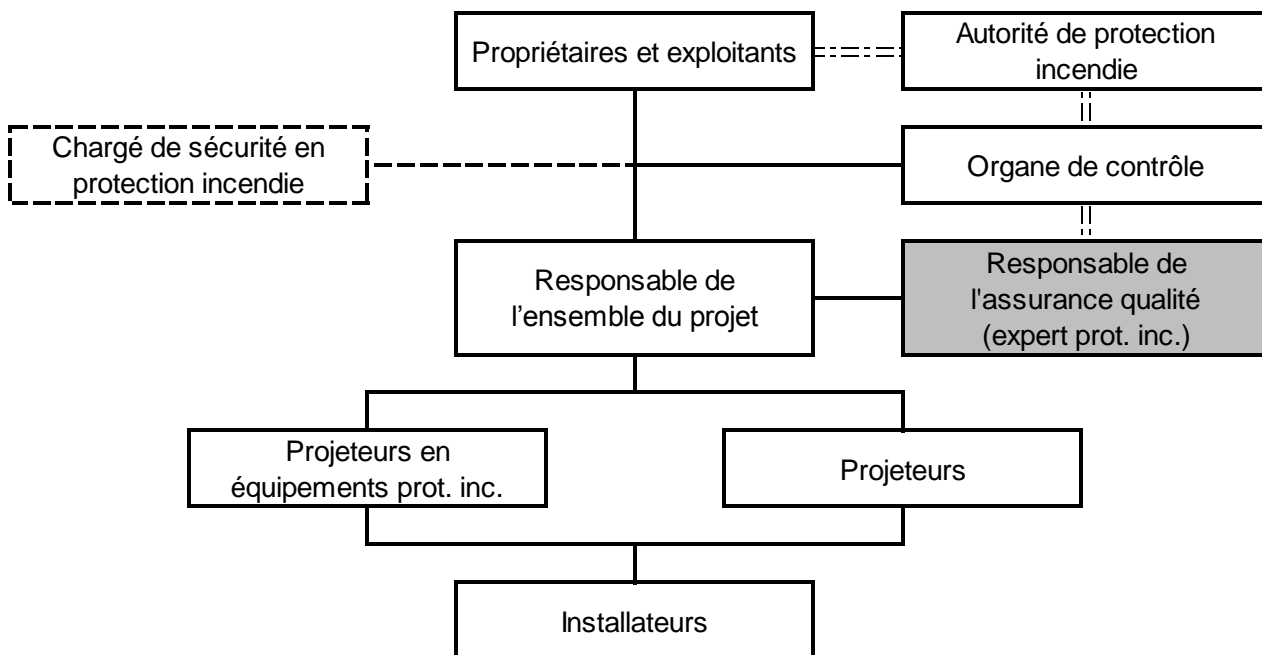 Propriétaires et exploitants
Autorité de protection
incendie
Chargé de sécurité en
protection incendie
Organe de contrôle
Responsable de
l’ensemble du projet
Responsable de
l'assurance qualité
(expert prot. inc.)
Projeteurs en
équipements prot. inc.
Projeteurs
Installateurs